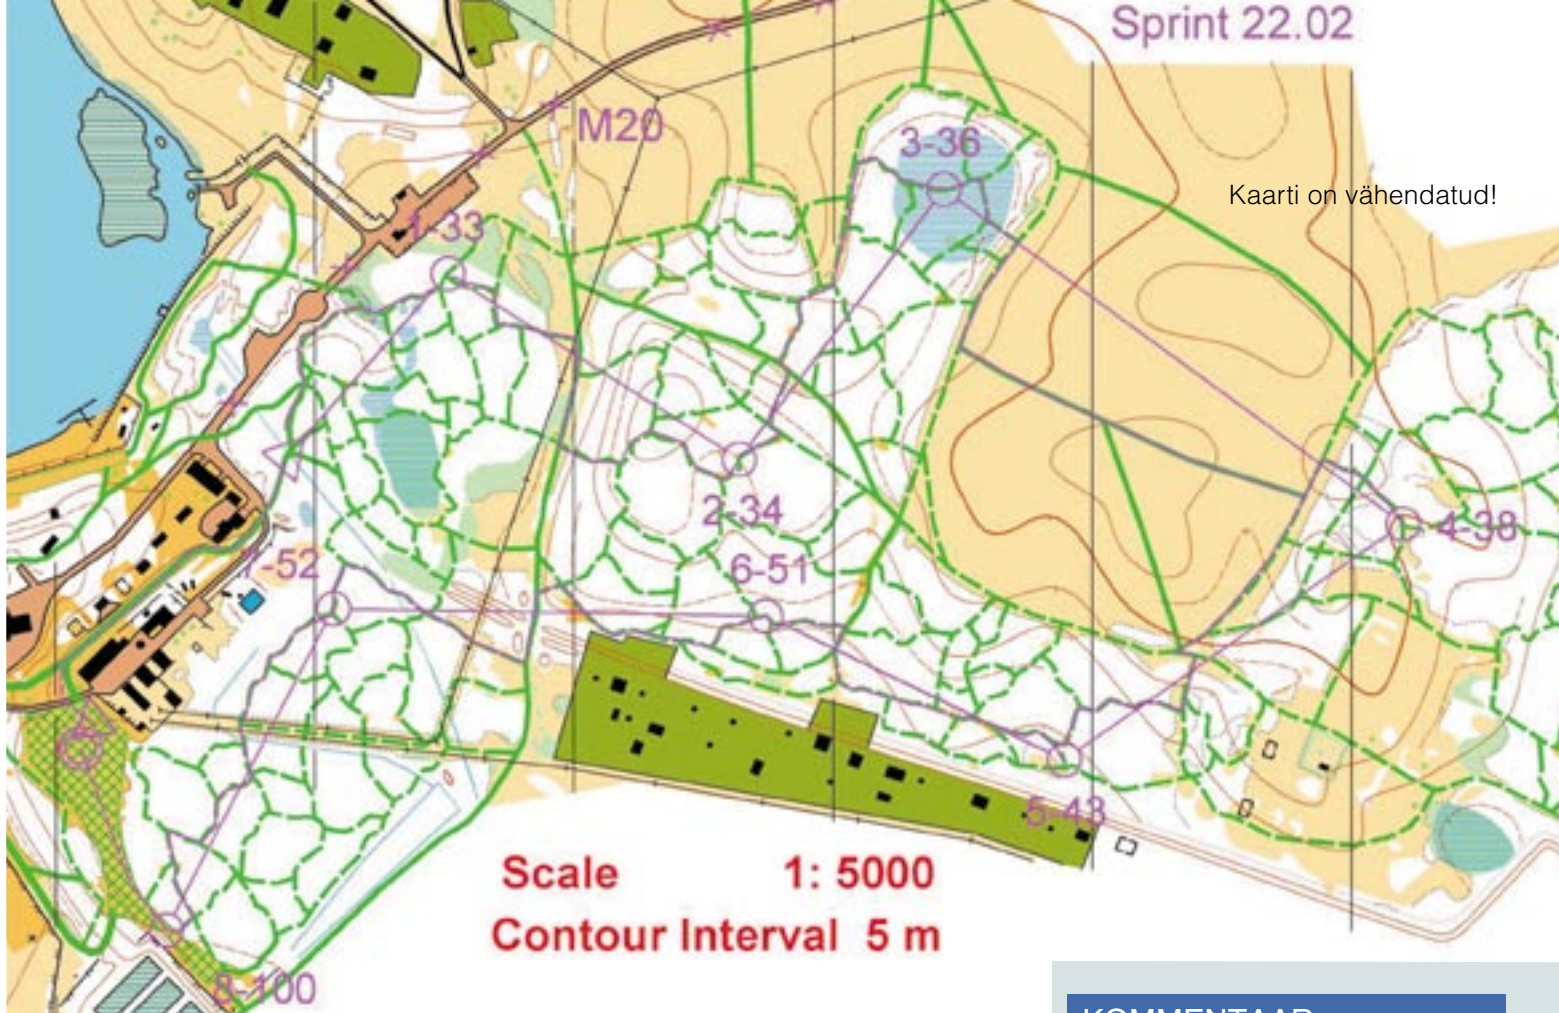 Sprint 22.02
M20
3-36
Kaarti on vähendatud!
1-33
2-34
4-38
7-52
6-51
5-43
Scale 1: 5000
Contour Interval 5 m
8-100
KOMMENTAAR